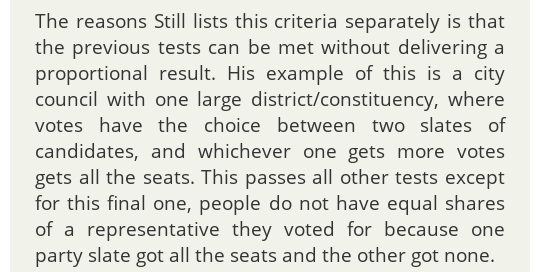 The reasons Still lists this criteria separately is that
the previous tests can be met without delivering a
proportional result. His example of this is a city
council with one large district/constituency, where
votes have the choice between two slates of
candidates, and whichever one gets more votes
gets all the seats. This passes all other tests except
for this final one, people do not have equal shares
of a representative they voted for because one
party slate got all the seats and the other got none.